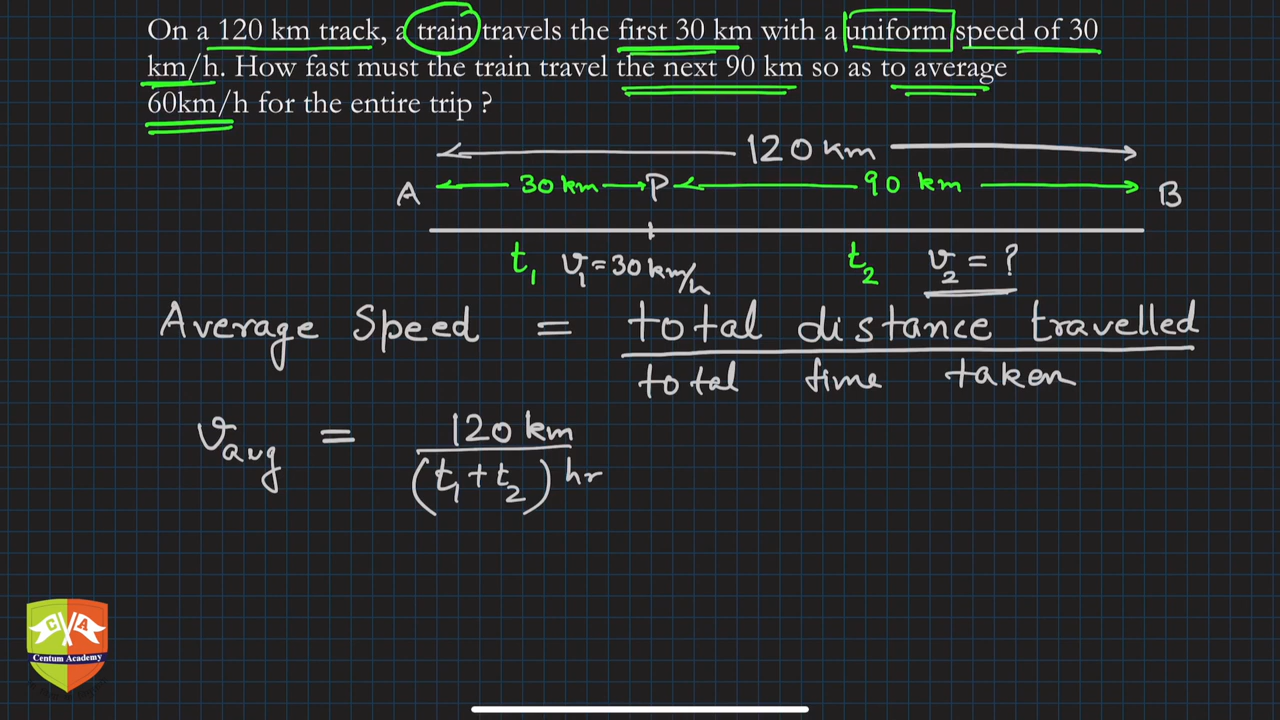 On a 120 km track, a train travels the first 30 km with a uniform speed of 30
km/h. How fast must the train travel the next 90 km so as to average
60km/h for the entire trip ?
120 km
A 30 km P 90 km B
t₁ v₁ = 30 km/h t₂ v₂ = ?
Average Speed = total distance travelled
total time taken
v avg = 120 km
(t₁ + t₂) hr
C A
Centum Academy